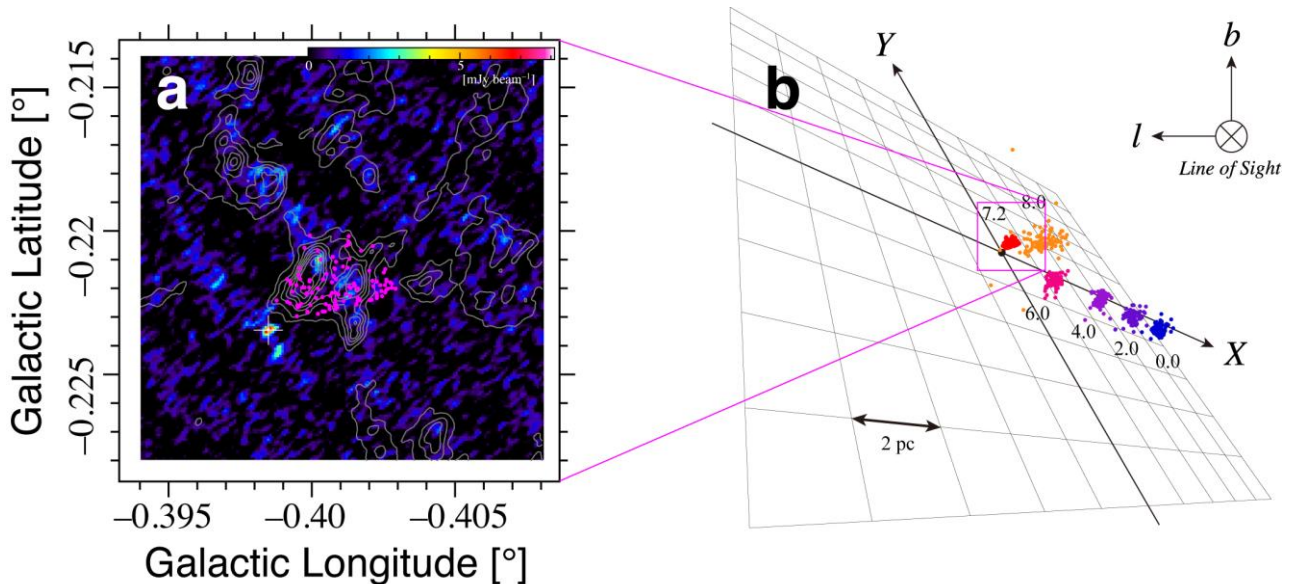 a
0
5
[mJy beam⁻¹]
−0.215
−0.22
−0.225
Galactic Latitude [°]
−0.395
−0.40
−0.405
Galactic Longitude [°]
b
Y
b
l
Line of Sight
8.0
7.2
6.0
4.0
2.0
0.0
X
2 pc